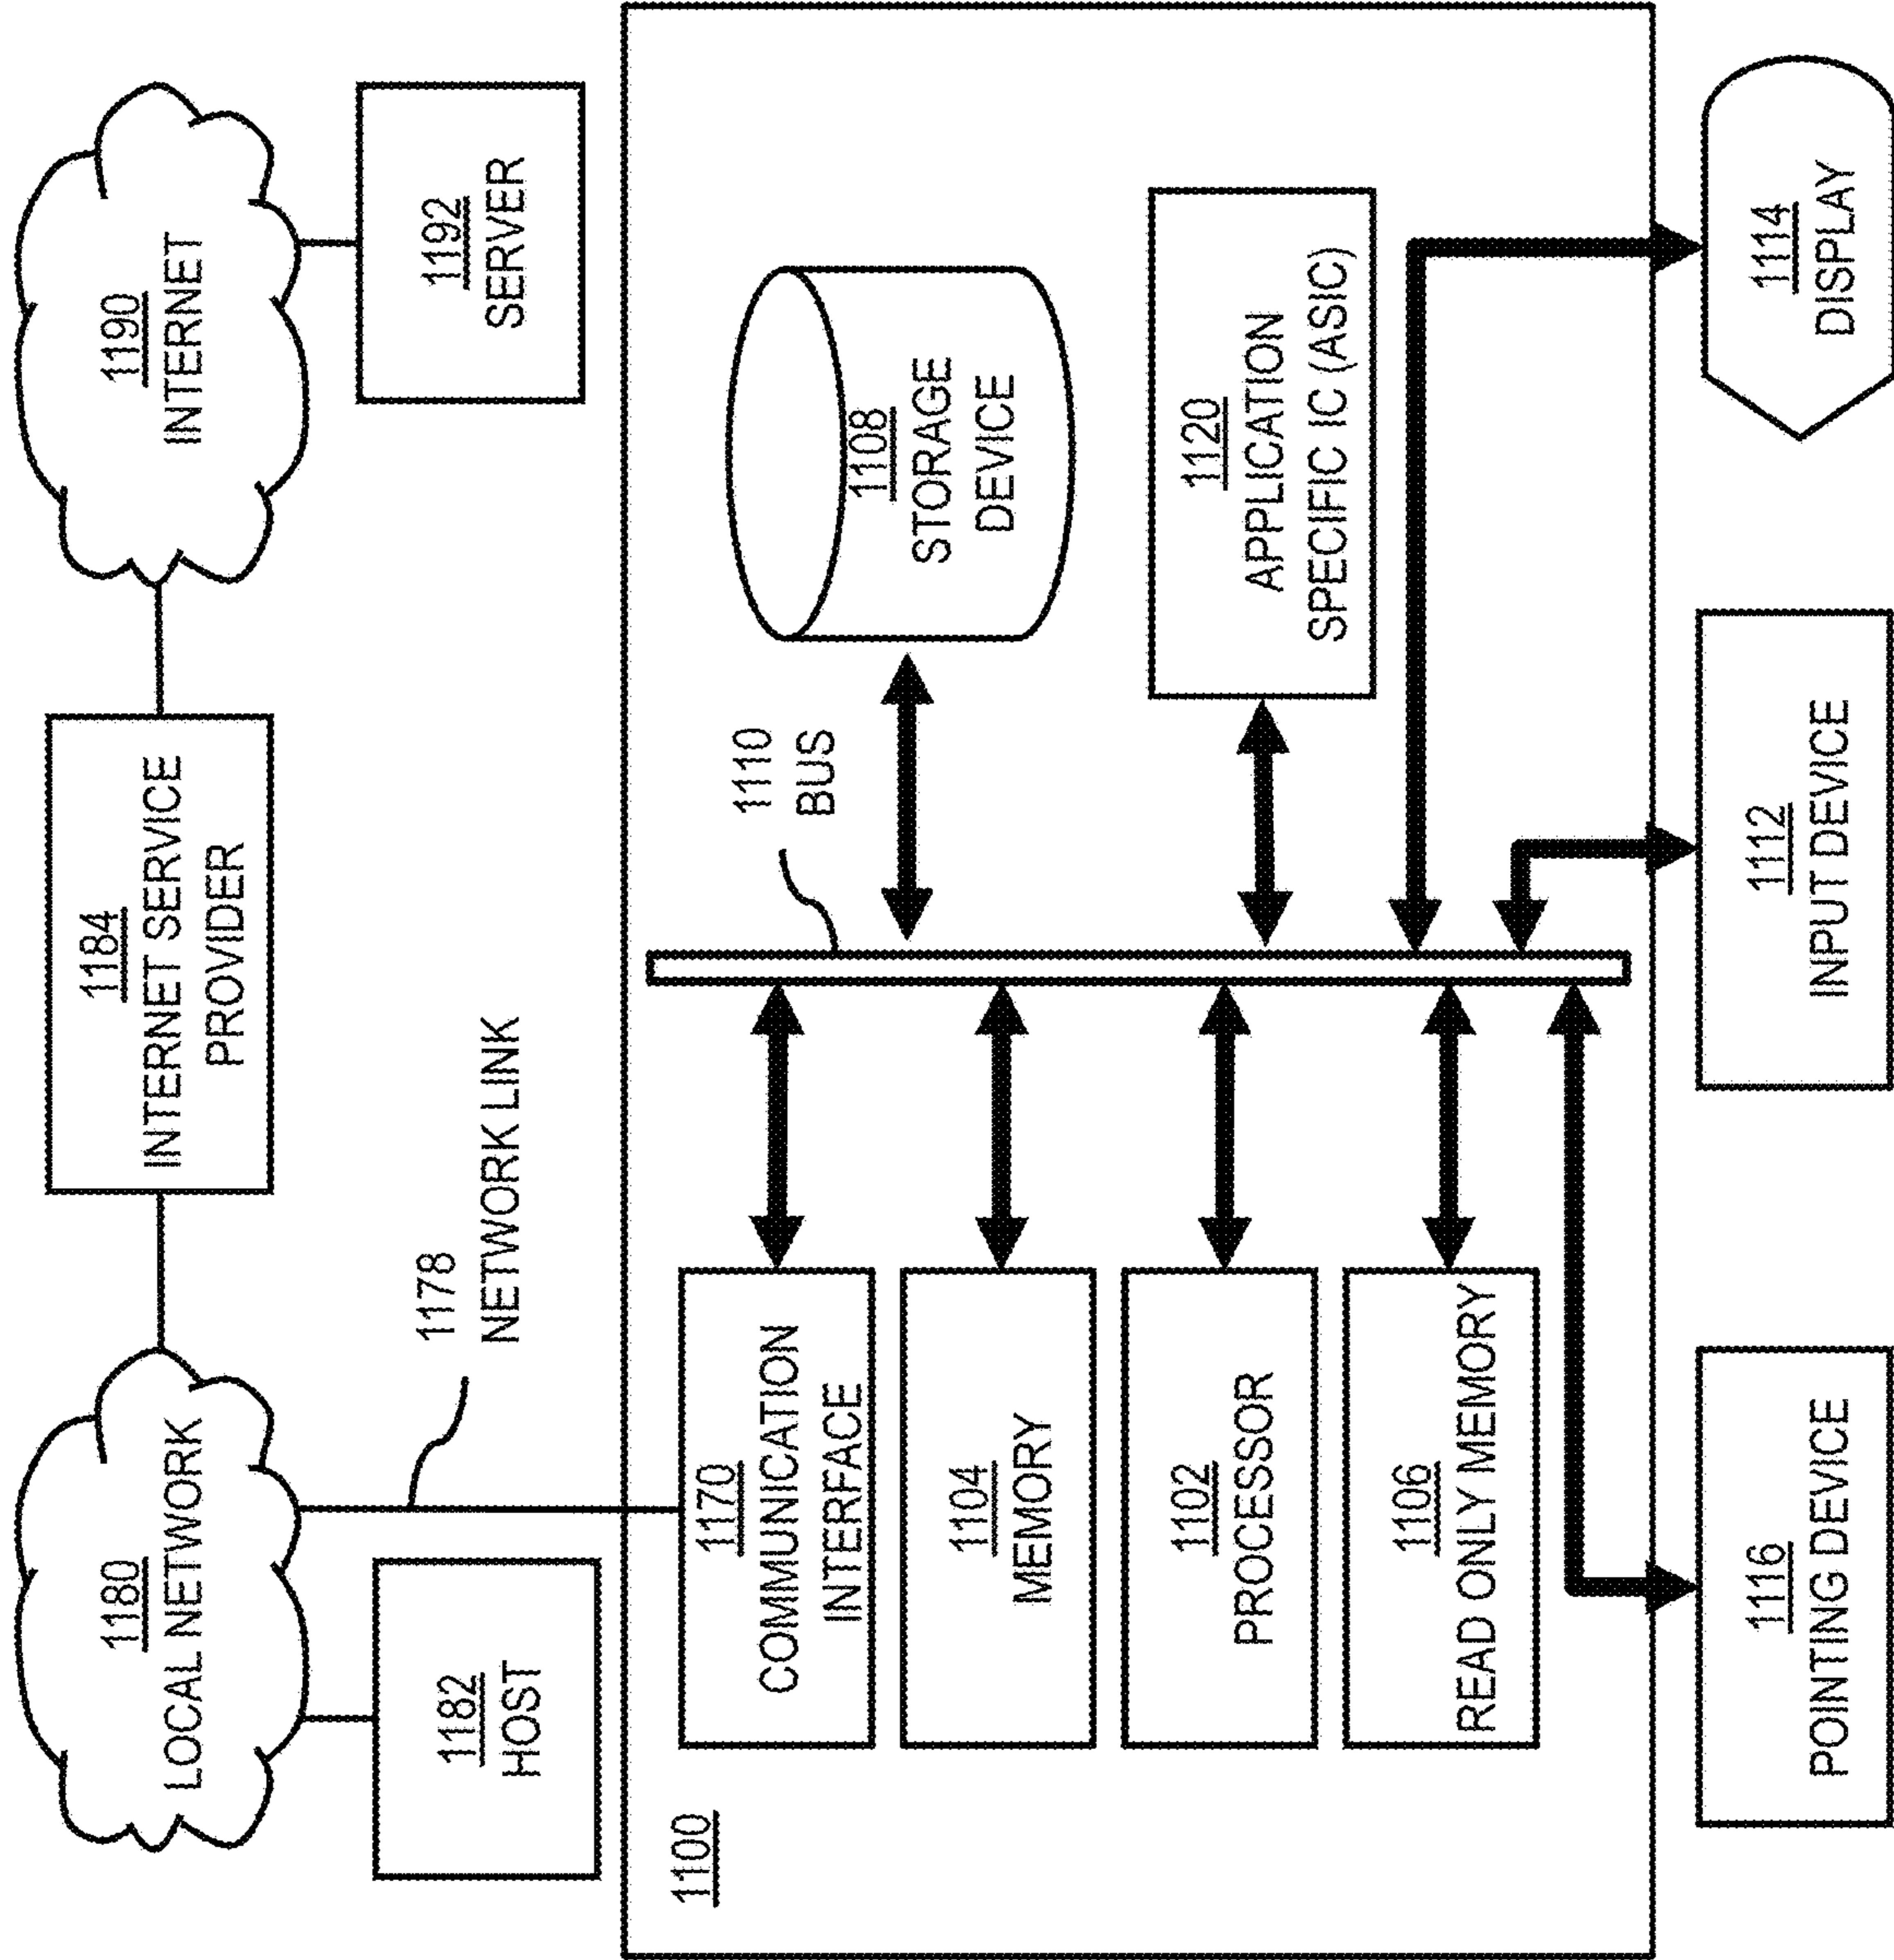 1180
LOCAL NETWORK
1184
INTERNET SERVICE
PROVIDER
1190
INTERNET
1182
HOST
1178
NETWORK LINK
1192
SERVER
1100
1170
COMMUNICATION
INTERFACE
1110
BUS
1108
STORAGE
DEVICE
1104
MEMORY
1102
PROCESSOR
1120
APPLICATION
SPECIFIC IC (ASIC)
1106
READ ONLY MEMORY
1116
POINTING DEVICE
1112
INPUT DEVICE
1114
DISPLAY